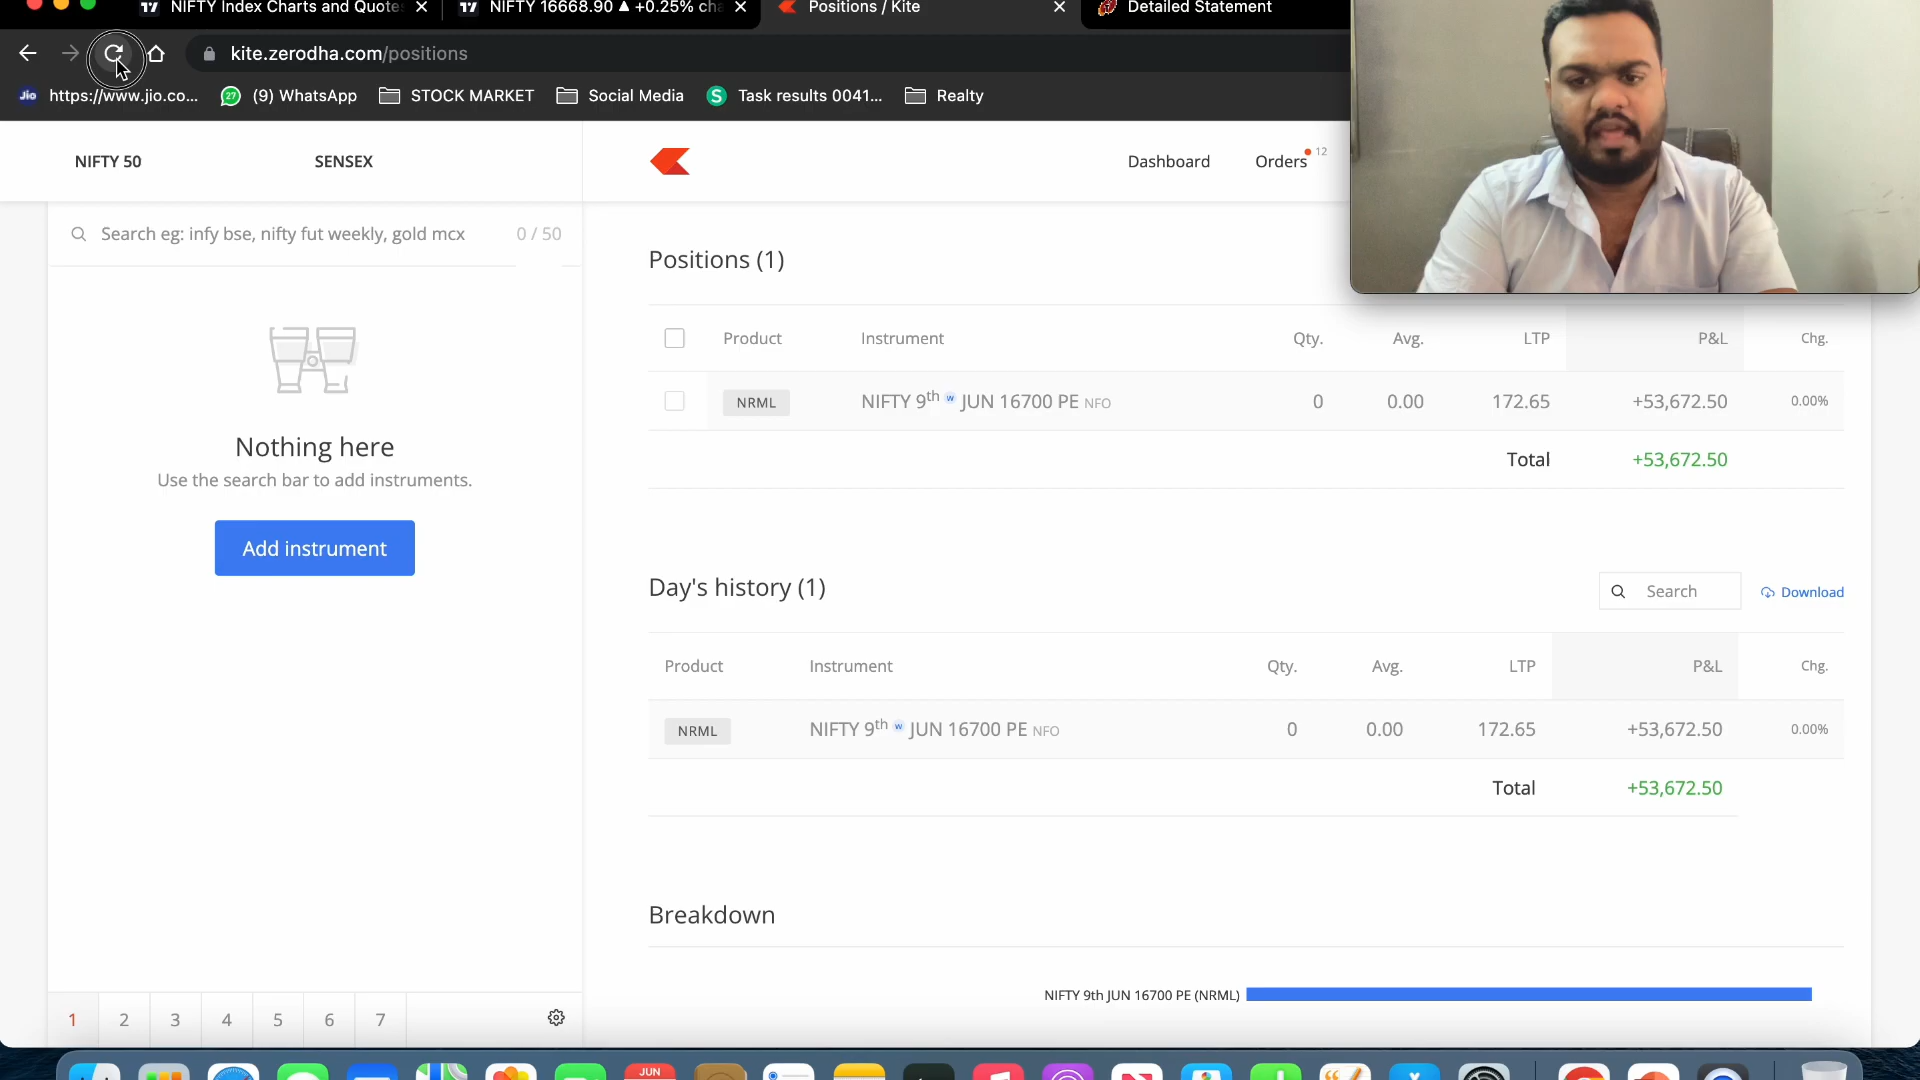 NIFTY Index Charts and Quotes
NIFTY 16668.90 ▲ +0.25%
Positions / Kite
Detailed Statement
kite.zerodha.com/positions
Jio
https://www.jio.co...
27
(9) WhatsApp
STOCK MARKET
Social Media
S
Task results 0041...
Realty
NIFTY 50
SENSEX
Dashboard
Orders
12
Search eg: infy bse, nifty fut weekly, gold mcx
0 / 50
Nothing here
Use the search bar to add instruments.
Add instrument
1 2 3 4 5 6 7
Positions (1)
Product Instrument Qty. Avg. LTP P&L Chg.
NRML NIFTY 9th w JUN 16700 PE NFO 0 0.00 172.65 +53,672.50 0.00%
Total +53,672.50
Day's history (1)
Search
Download
Product Instrument Qty. Avg. LTP P&L Chg.
NRML NIFTY 9th w JUN 16700 PE NFO 0 0.00 172.65 +53,672.50 0.00%
Total +53,672.50
Breakdown
NIFTY 9th JUN 16700 PE (NRML)
JUN